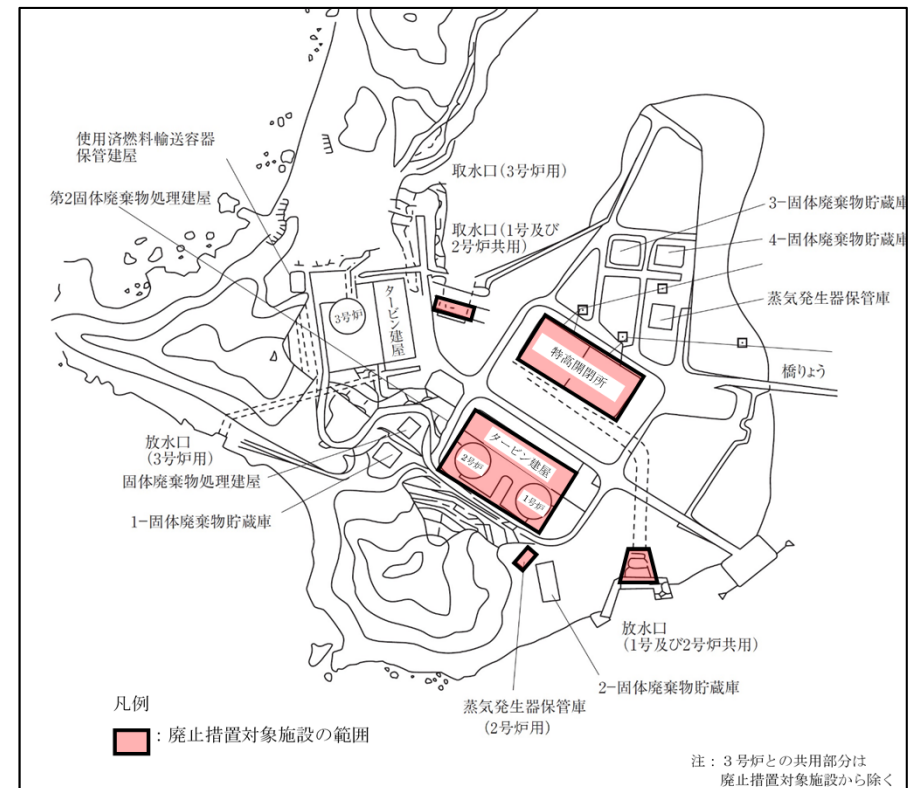 使用済燃料輸送容器
保管建屋
第2固体廃棄物処理建屋
取水口(3号炉用)
取水口(1号及び
2号炉共用)
3-固体廃棄物貯蔵庫
4-固体廃棄物貯蔵庫
蒸気発生器保管庫
3号炉
タービン建屋
特高開閉所
橋りょう
タービン建屋
2号炉
1号炉
放水口
(3号炉用)
固体廃棄物処理建屋
1-固体廃棄物貯蔵庫
放水口
(1号及び2号炉共用)
2-固体廃棄物貯蔵庫
蒸気発生器保管庫
(2号炉用)
凡例
:廃止措置対象施設の範囲
注:3号炉との共用部分は
廃止措置対象施設から除く